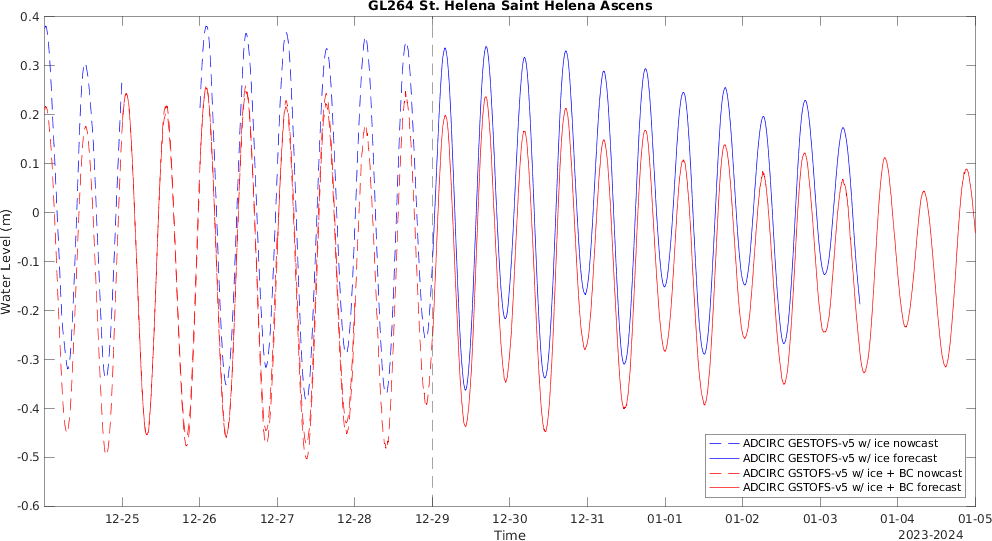 GL264 St. Helena Saint Helena Ascens
0.4
0.3
0.2
0.1
0
-0.1
-0.2
-0.3
-0.4
-0.5
-0.6
Water Level (m)
ADCIRC GESTOFS-v5 w/ ice nowcast
ADCIRC GESTOFS-v5 w/ ice forecast
ADCIRC GSTOFS-v5 w/ ice + BC nowcast
ADCIRC GSTOFS-v5 w/ ice + BC forecast
12-25 12-26 12-27 12-28 12-29 12-30 12-31 01-01 01-02 01-03 01-04 01-05
Time
2023-2024